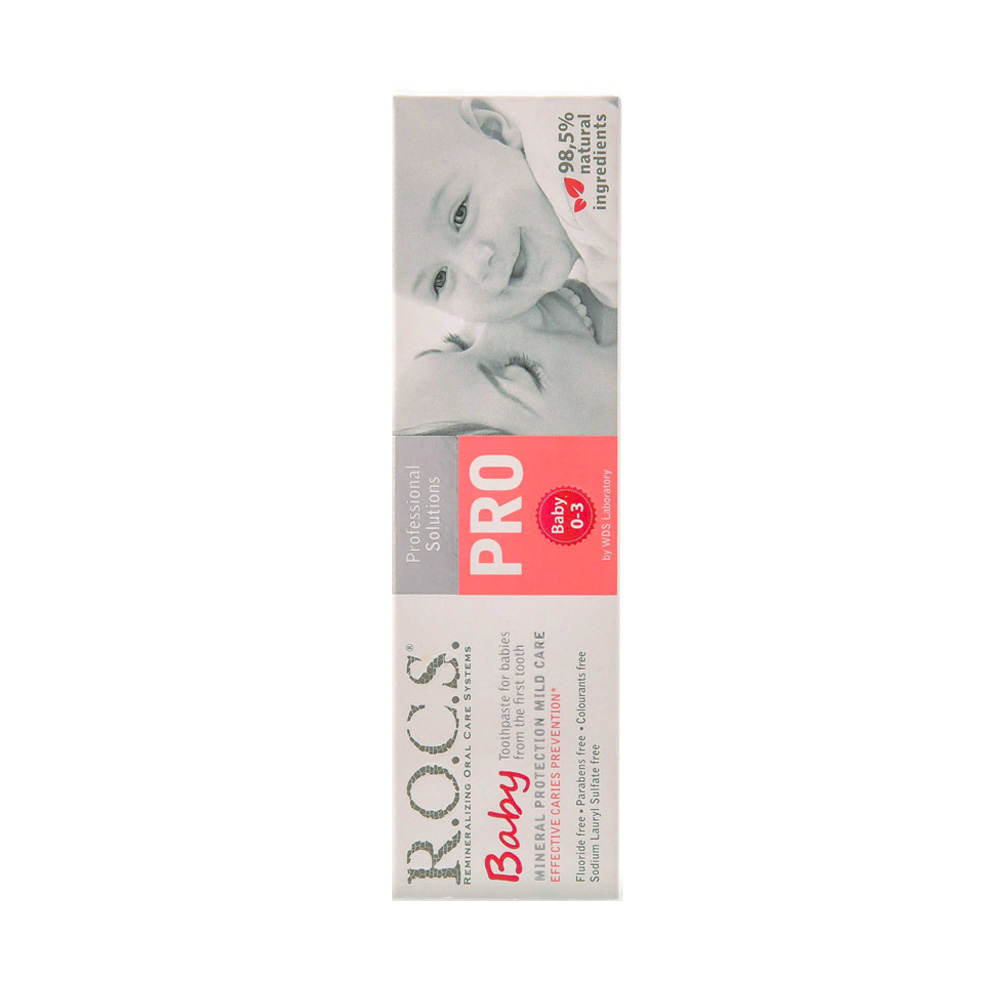 R.O.C.S.®
REMINERALIZING ORAL CARE SYSTEMS
Baby
Toothpaste for babies
from the first tooth
MINERAL PROTECTION MILD CARE
EFFECTIVE CARIES PREVENTION*
Fluoride free • Parabens free • Colourants free
Sodium Lauryl Sulfate free
Professional
Solutions
PRO
Baby
0-3
by WDS Laboratory
98,5%
natural
ingredients